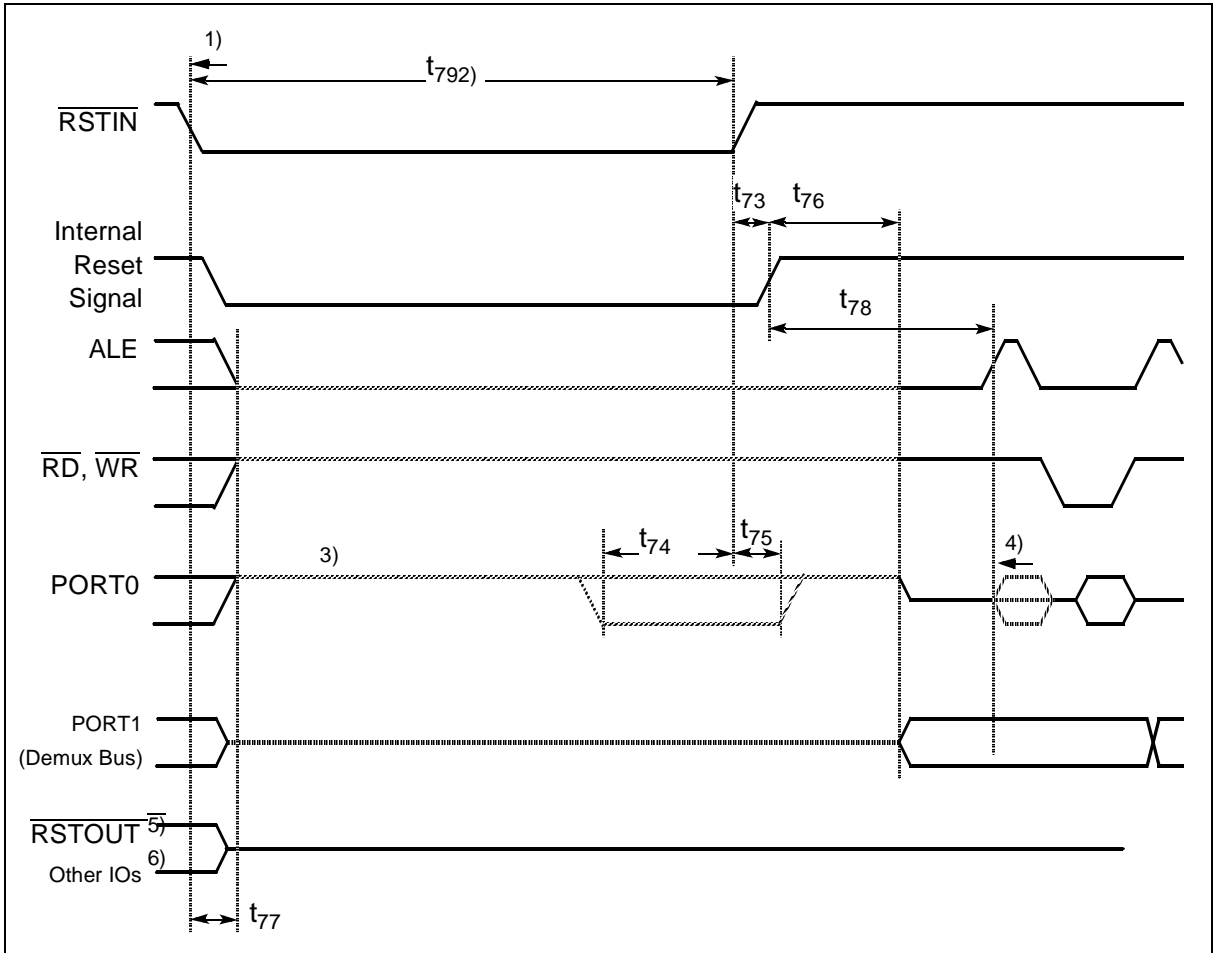 1)
t792)
RSTIN
t73 t76
Internal
Reset
Signal
t78
ALE
RD, WR
t74 t75
3) 4)
PORT0
PORT1
(Demux Bus)
RSTOUT 5)
Other IOs 6)
t77